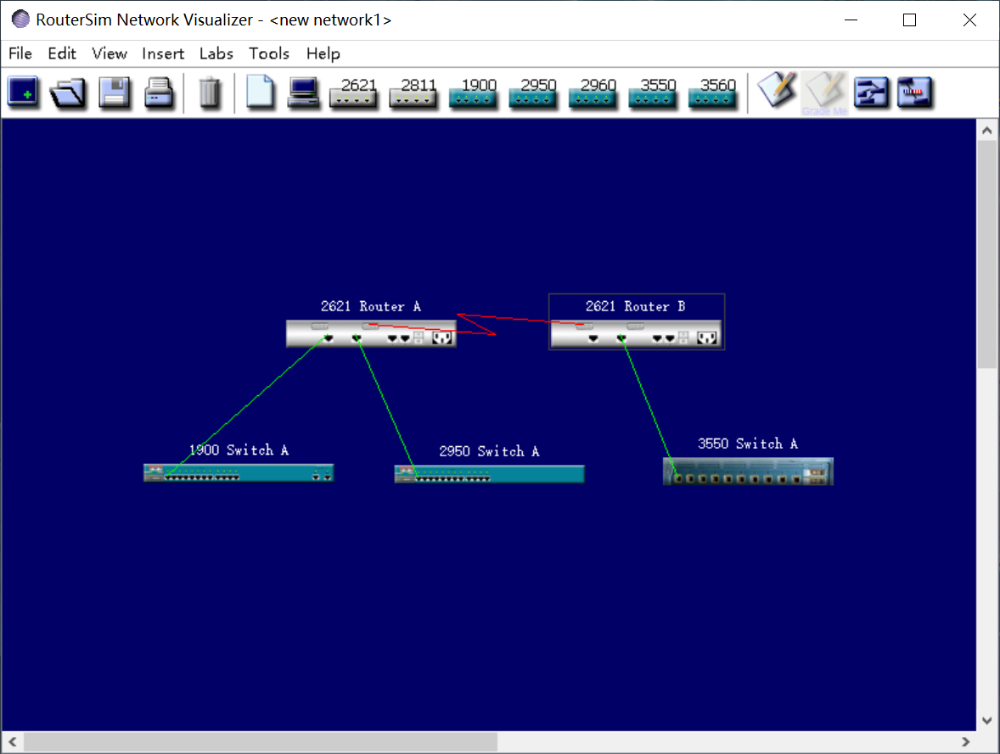 RouterSim Network Visualizer - <new network1>
File Edit View Insert Labs Tools Help
2621 2811 1900 2950 2960 3550 3560
Grade Me
2621 Router A
2621 Router B
1900 Switch A
2950 Switch A
3550 Switch A